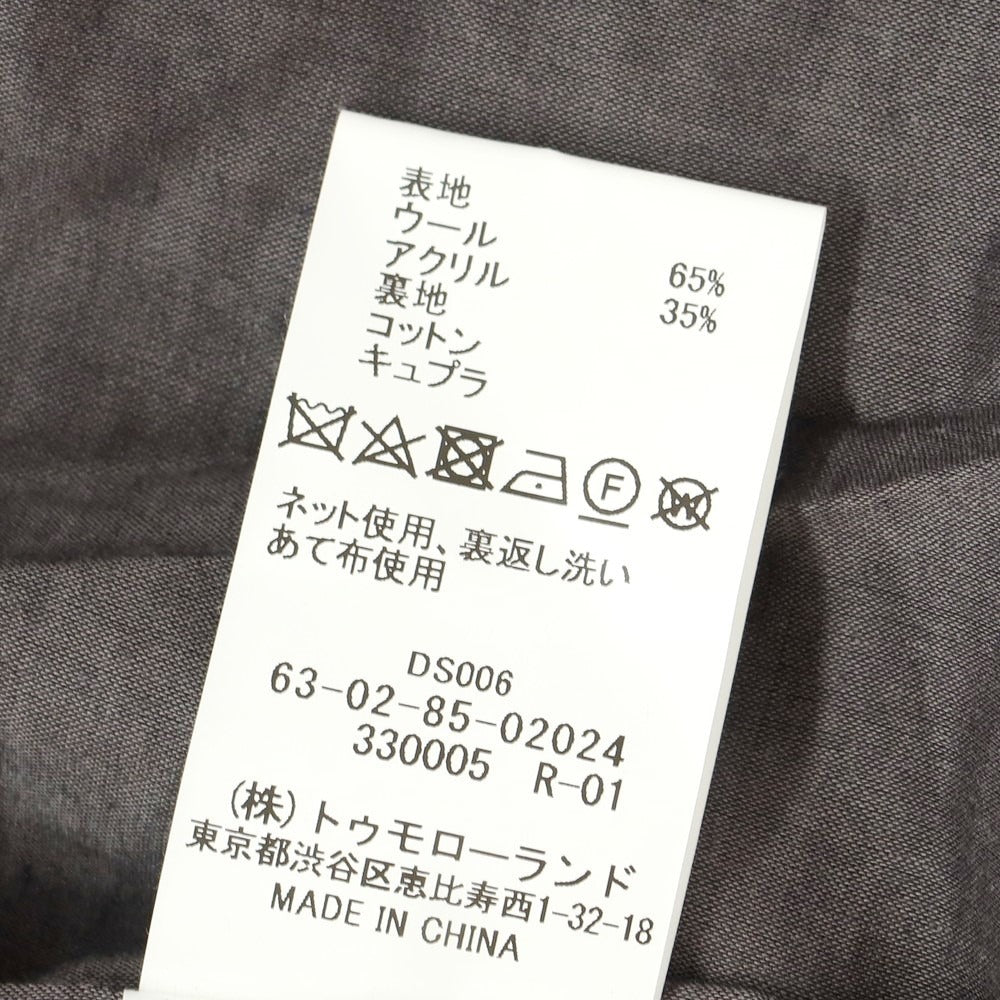 表地
ウール 65%
アクリル 35%
裏地
コットン
キュプラ
F W
ネット使用、裏返し洗い
あて布使用
DS006
63-02-85-02024
330005 R-01
(株)トゥモローランド
東京都渋谷区恵比寿西1-32-18
MADE IN CHINA